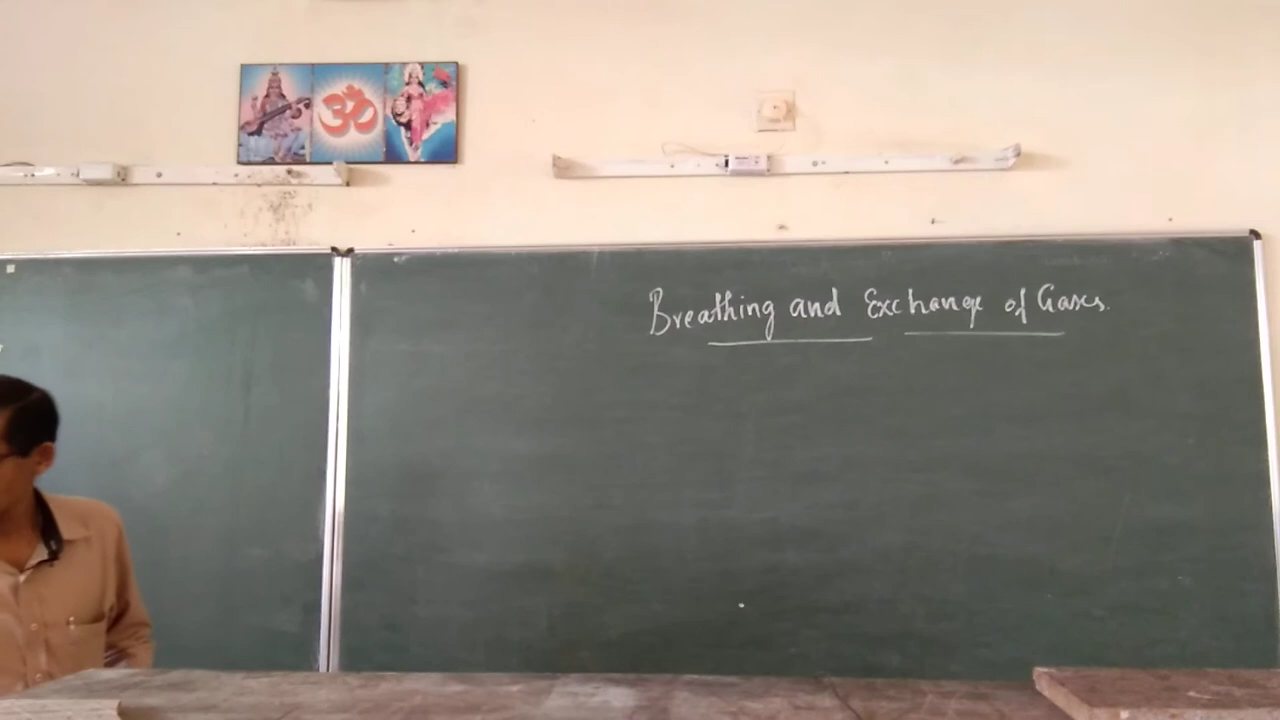 ॐ
Breathing and Exchange of Gases.